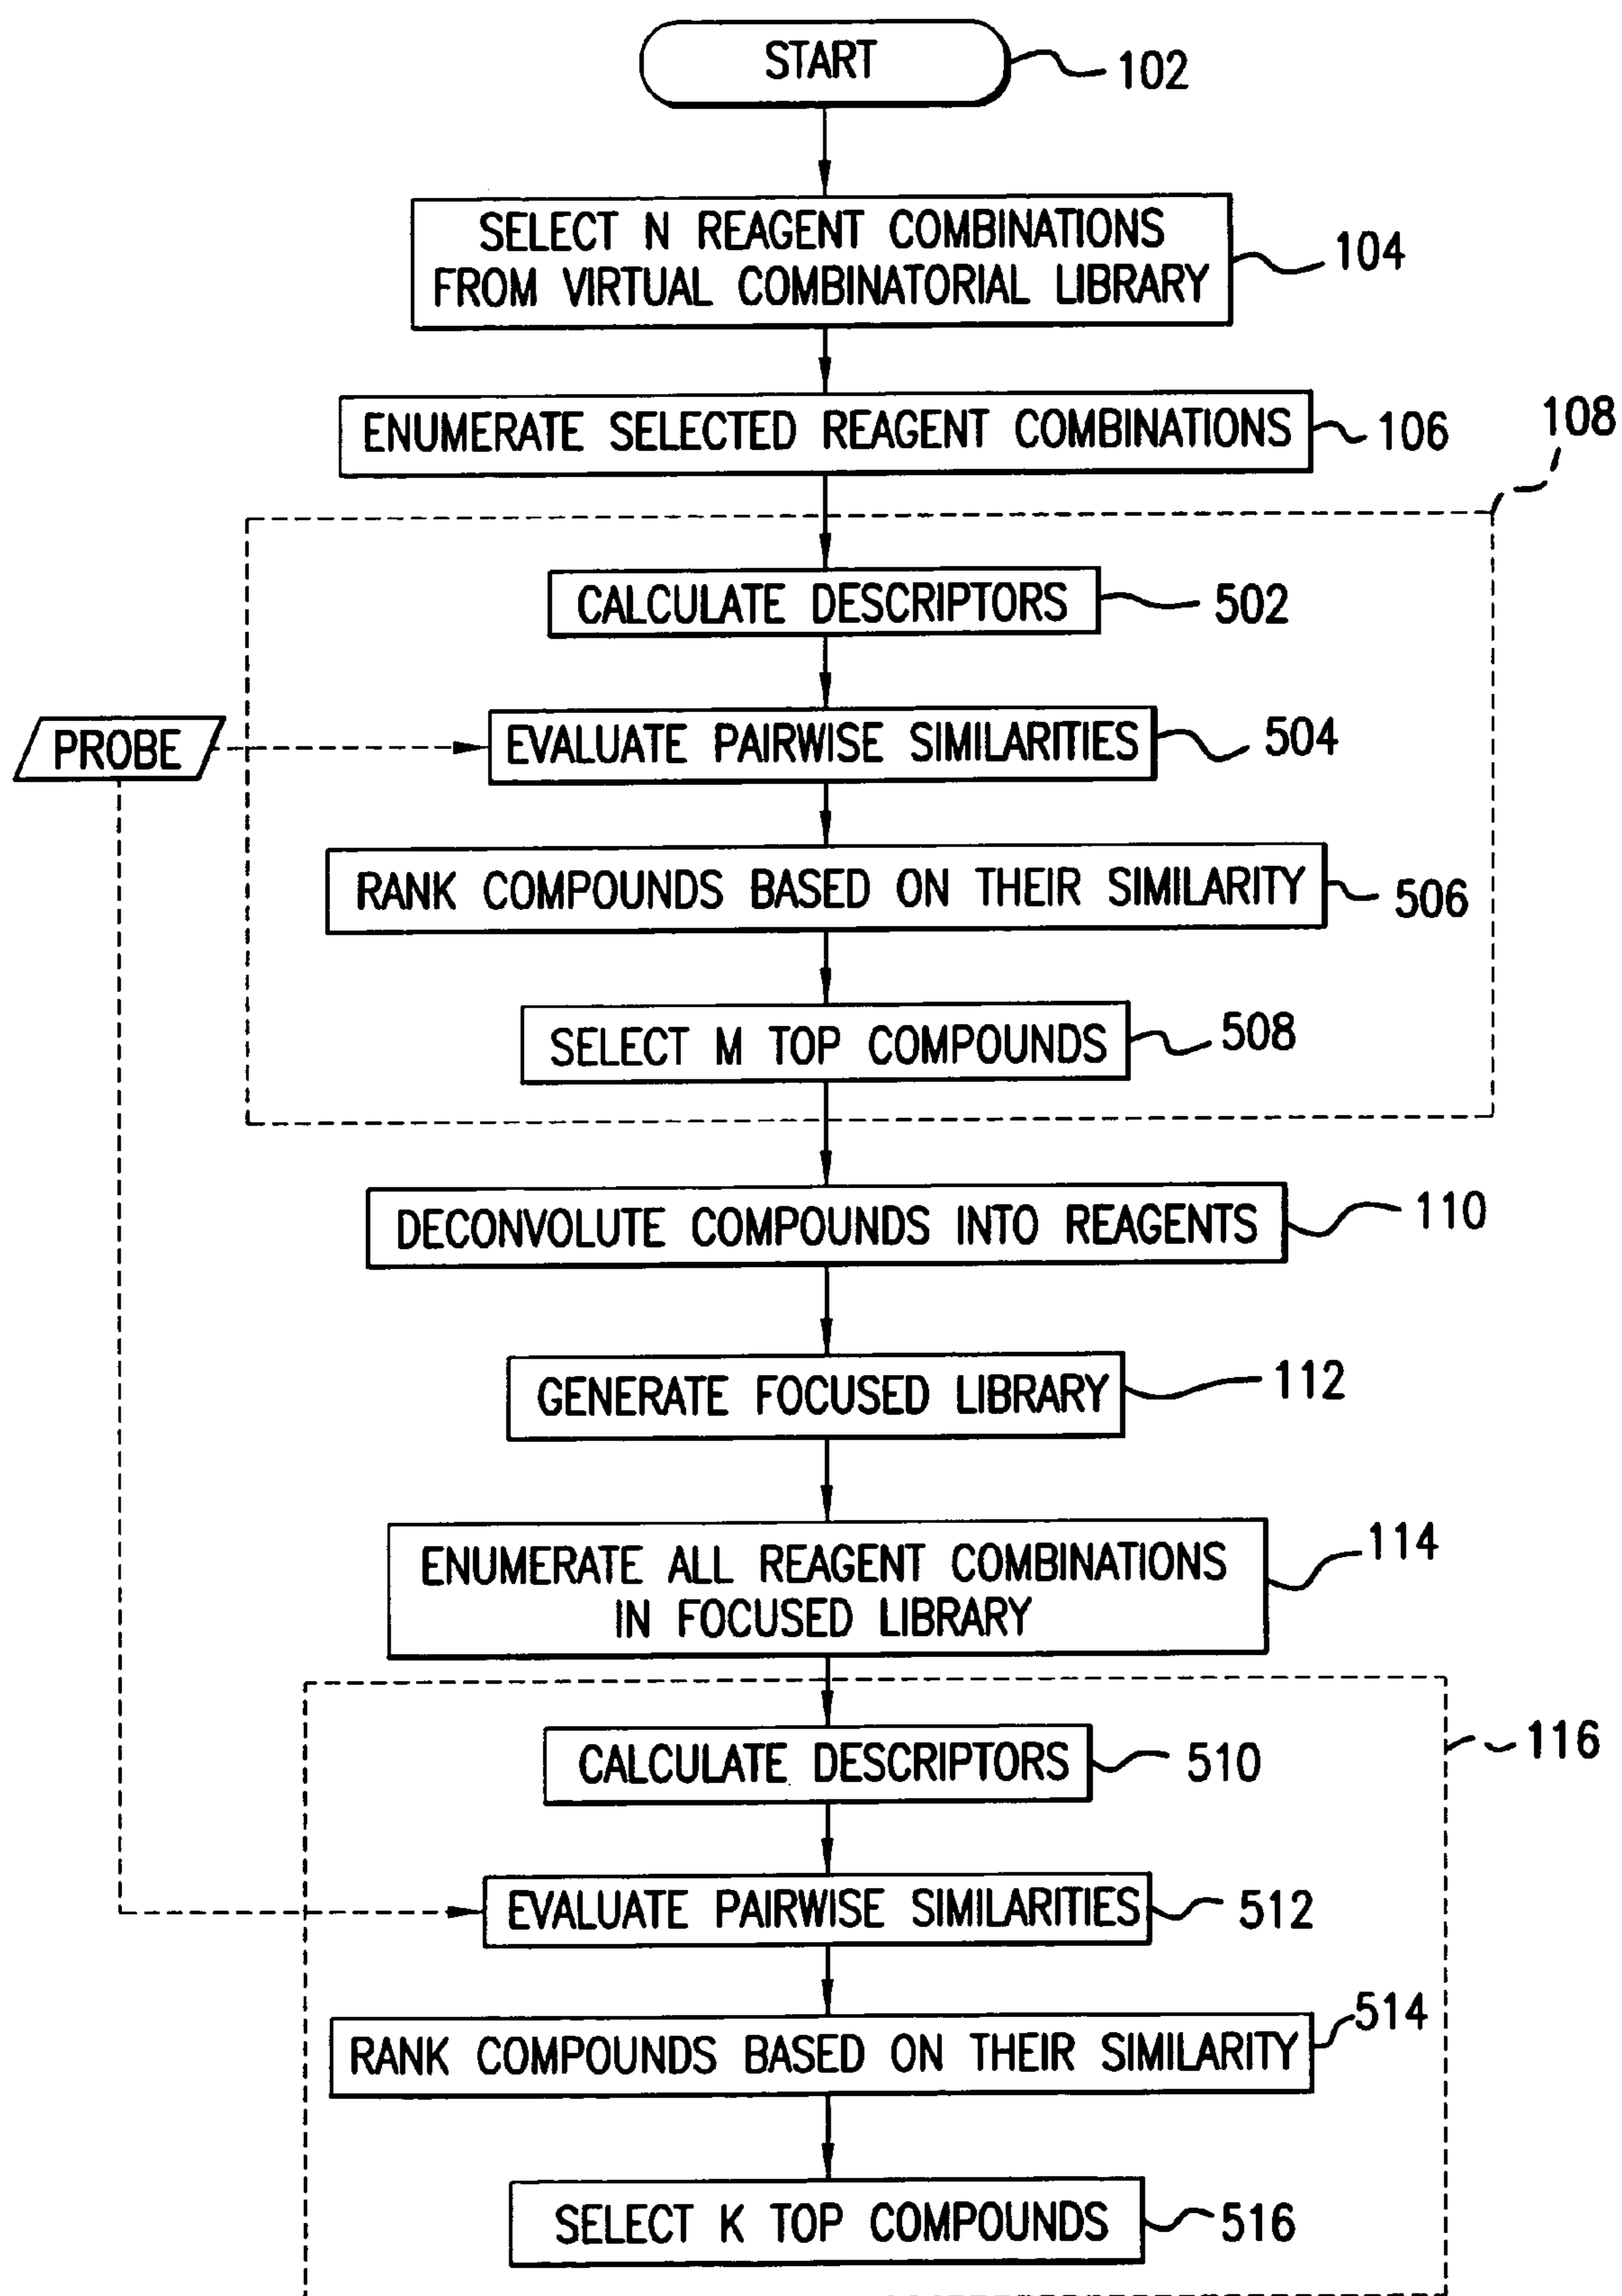 START
102
SELECT N REAGENT COMBINATIONS
FROM VIRTUAL COMBINATORIAL LIBRARY
104
ENUMERATE SELECTED REAGENT COMBINATIONS
106
108
CALCULATE DESCRIPTORS
502
PROBE
EVALUATE PAIRWISE SIMILARITIES
504
RANK COMPOUNDS BASED ON THEIR SIMILARITY
506
SELECT M TOP COMPOUNDS
508
DECONVOLUTE COMPOUNDS INTO REAGENTS
110
GENERATE FOCUSED LIBRARY
112
ENUMERATE ALL REAGENT COMBINATIONS
IN FOCUSED LIBRARY
114
CALCULATE DESCRIPTORS
510
116
EVALUATE PAIRWISE SIMILARITIES
512
RANK COMPOUNDS BASED ON THEIR SIMILARITY
514
SELECT K TOP COMPOUNDS
516